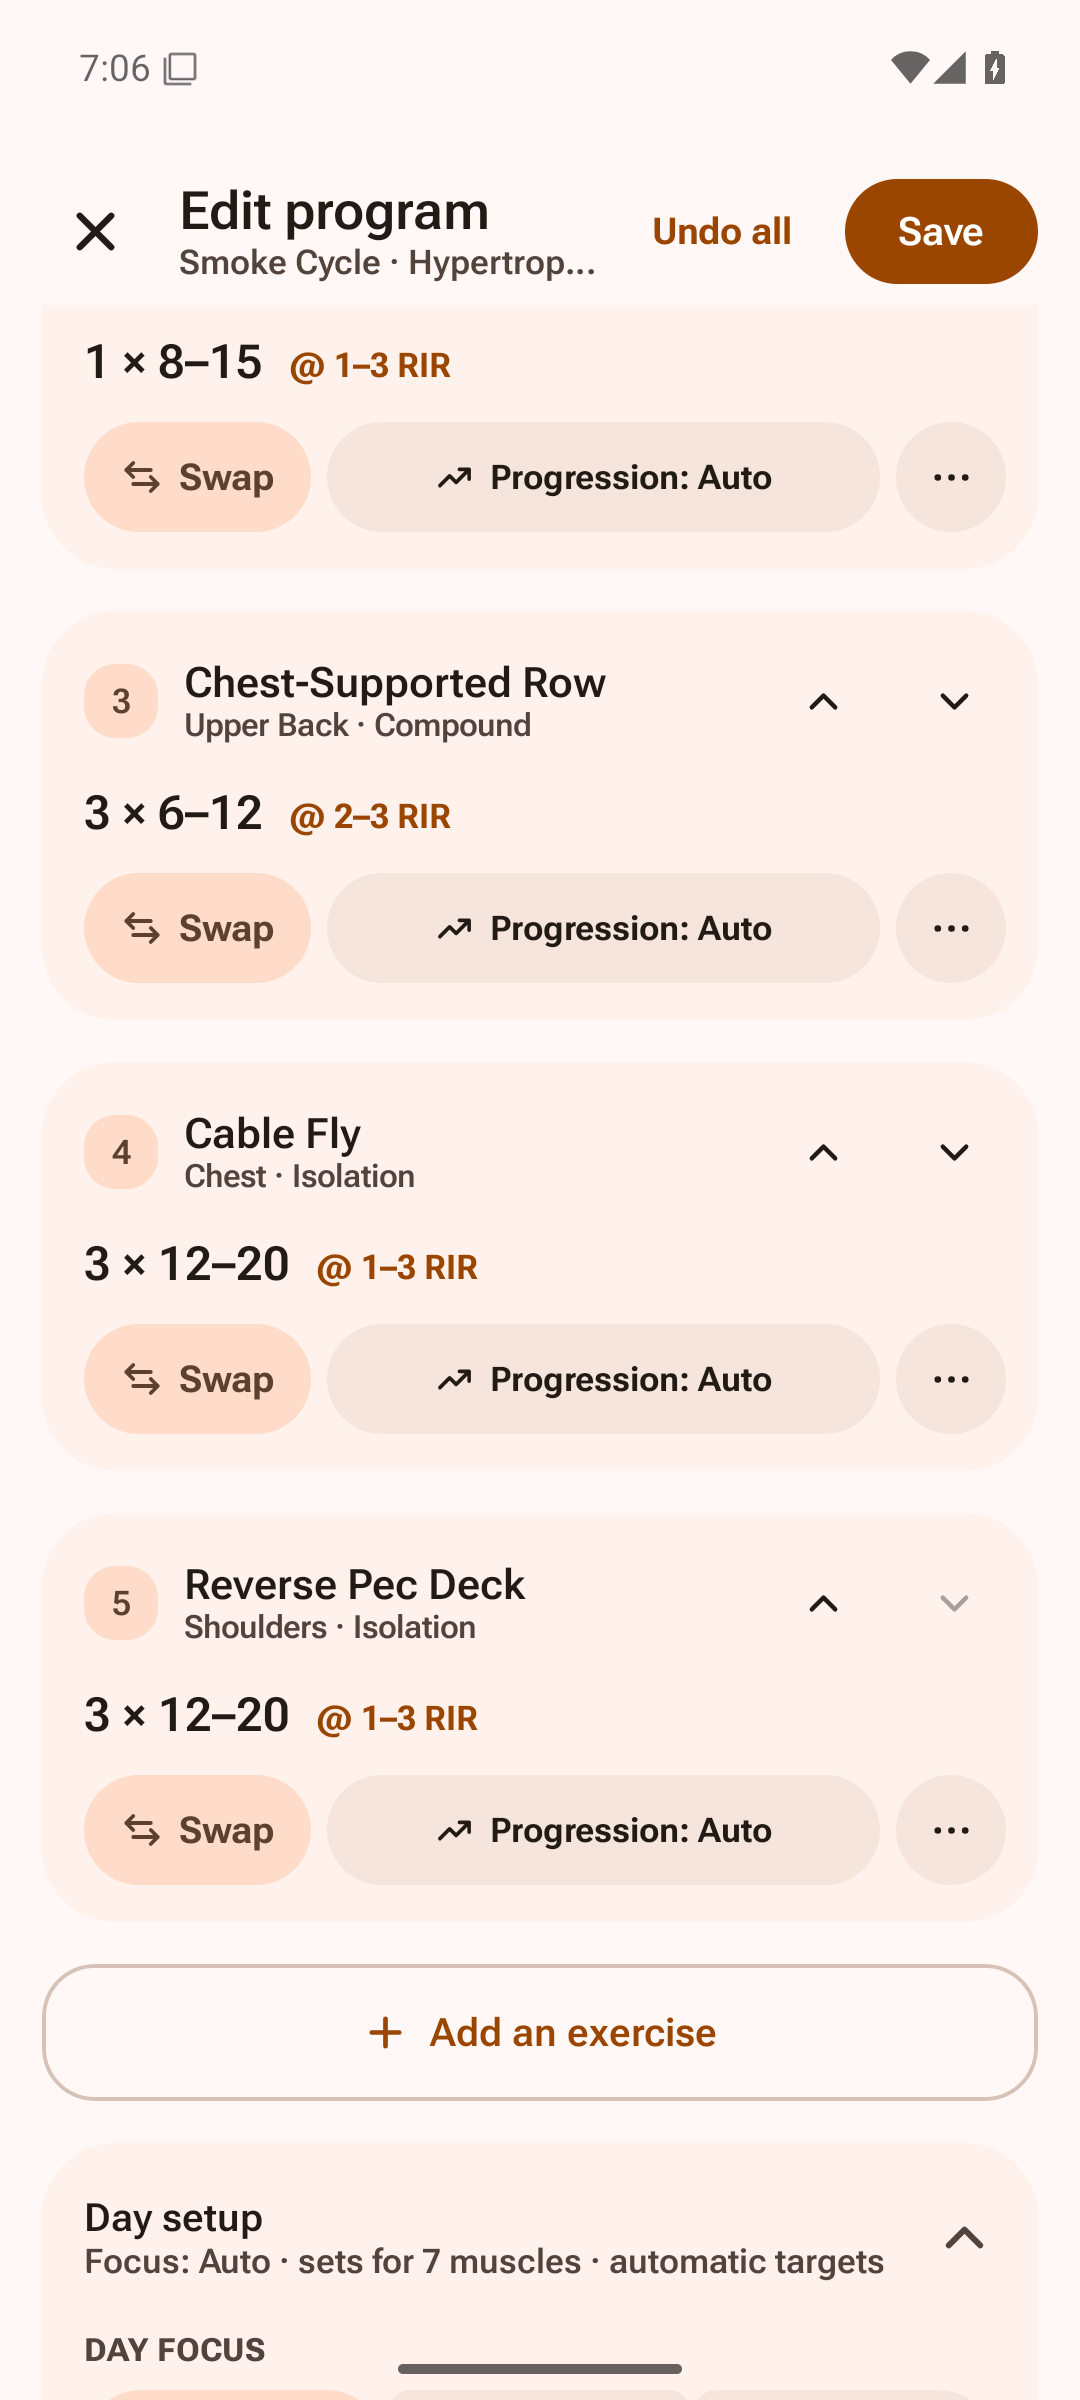 7:06
Edit program
Smoke Cycle · Hypertrop...
Undo all
Save
1 × 8–15 @ 1–3 RIR
Swap
Progression: Auto
3
Chest-Supported Row
Upper Back · Compound
3 × 6–12 @ 2–3 RIR
Swap
Progression: Auto
4
Cable Fly
Chest · Isolation
3 × 12–20 @ 1–3 RIR
Swap
Progression: Auto
5
Reverse Pec Deck
Shoulders · Isolation
3 × 12–20 @ 1–3 RIR
Swap
Progression: Auto
Add an exercise
Day setup
Focus: Auto · sets for 7 muscles · automatic targets
DAY FOCUS